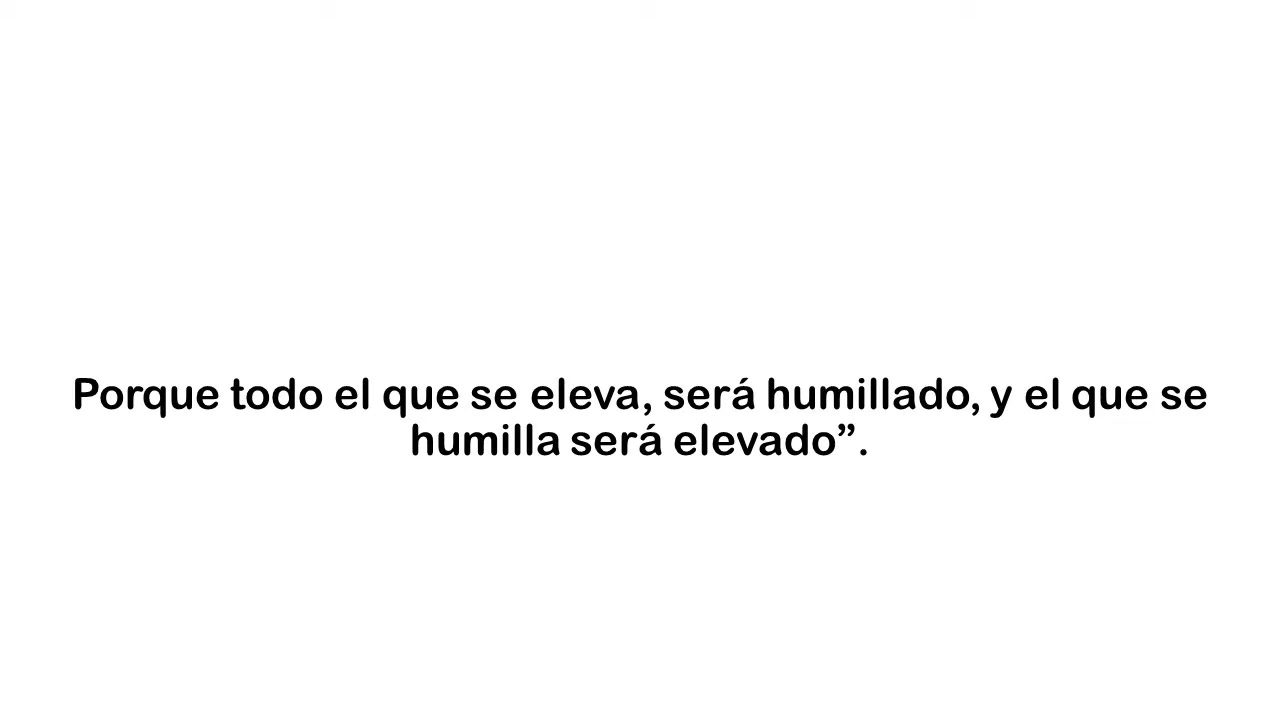 Porque todo el que se eleva, será humillado, y el que se
humilla será elevado”.